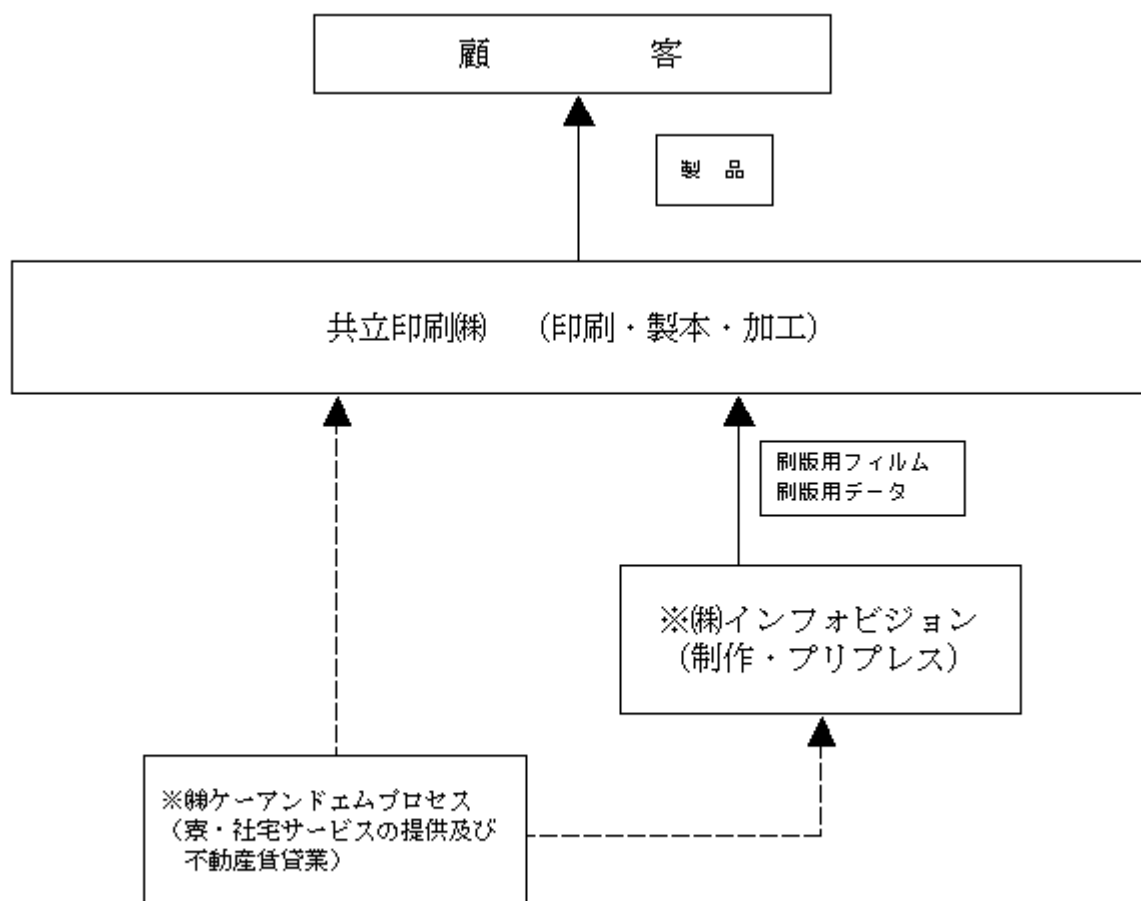 顧　　　客
製　品
共立印刷㈱　（印刷・製本・加工）
刷版用フィルム
刷版用データ
※㈱インフォビジョン
（制作・プリプレス）
※㈱ケーアンドエムプロセス
（寮・社宅サービスの提供及び
不動産賃貸業）